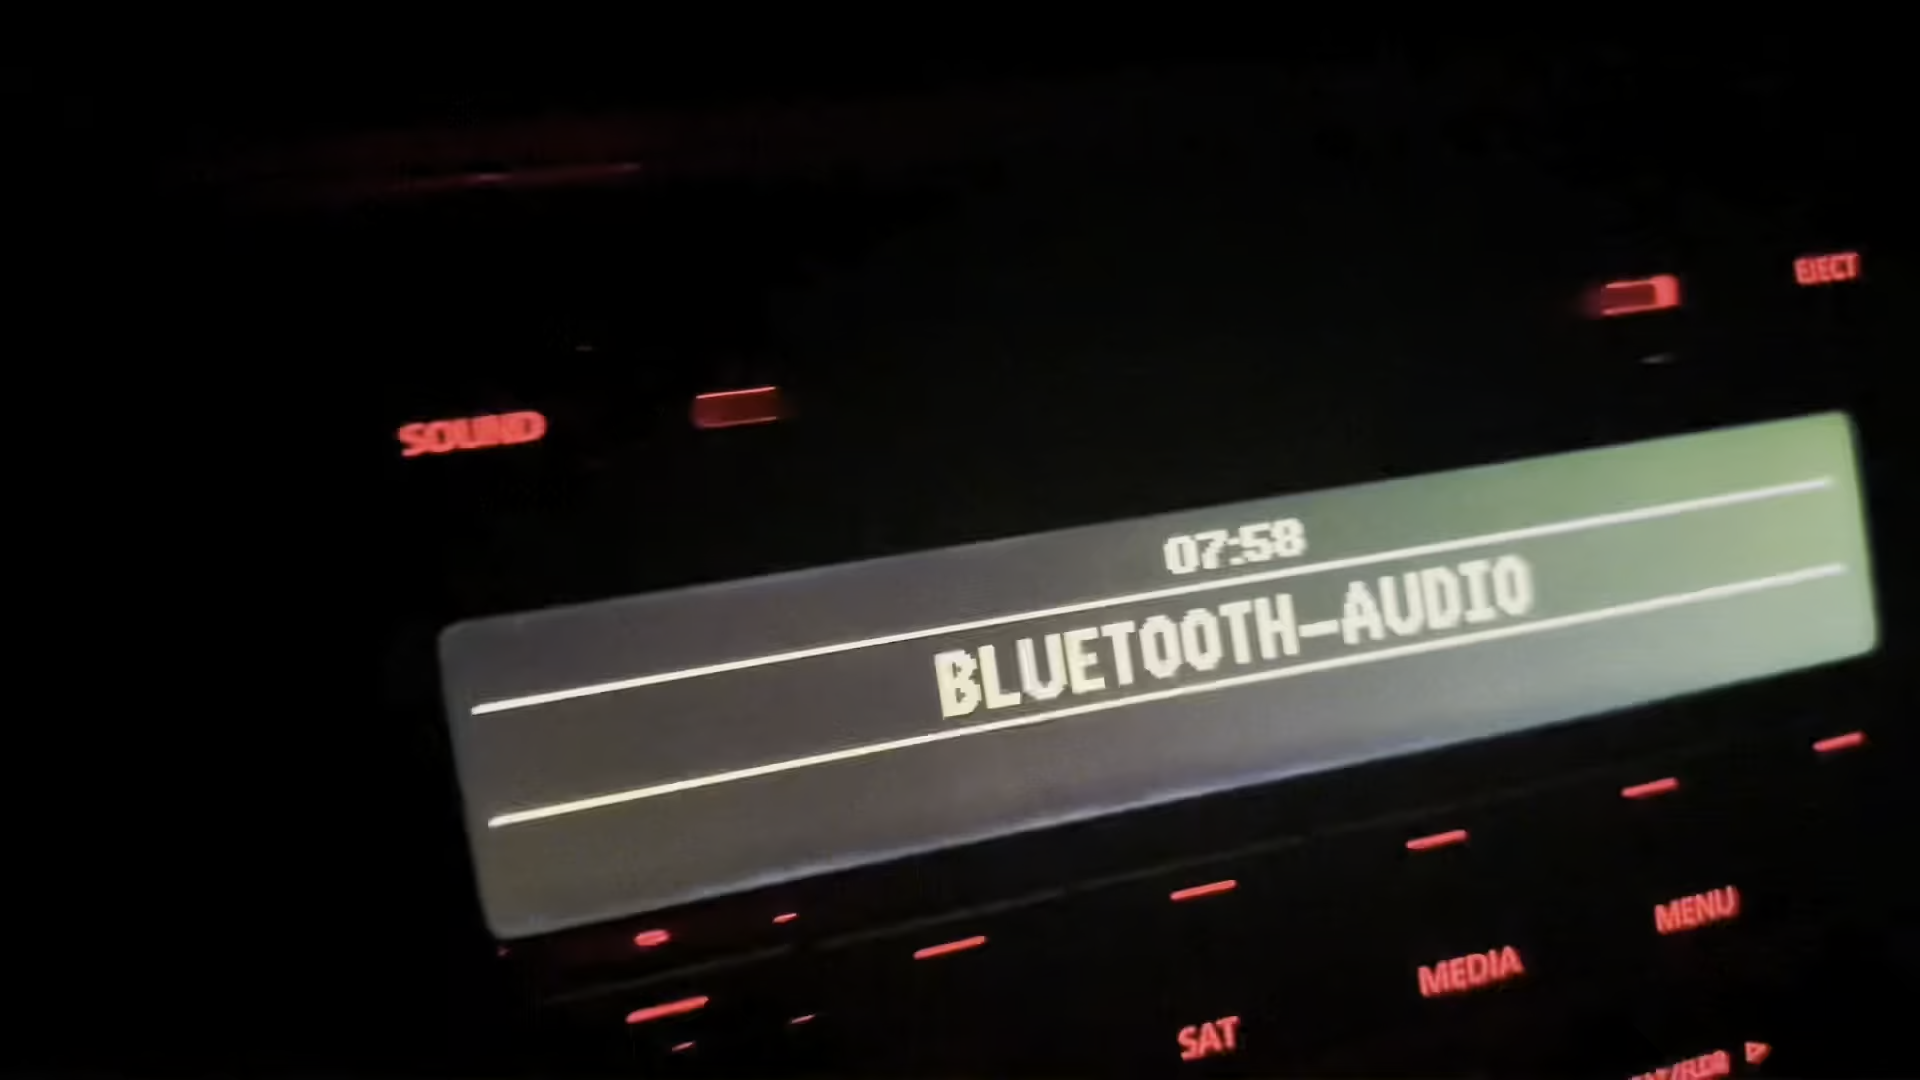 EJECT
SOUND
07:58
BLUETOOTH-AUDIO
MENU
MEDIA
SAT